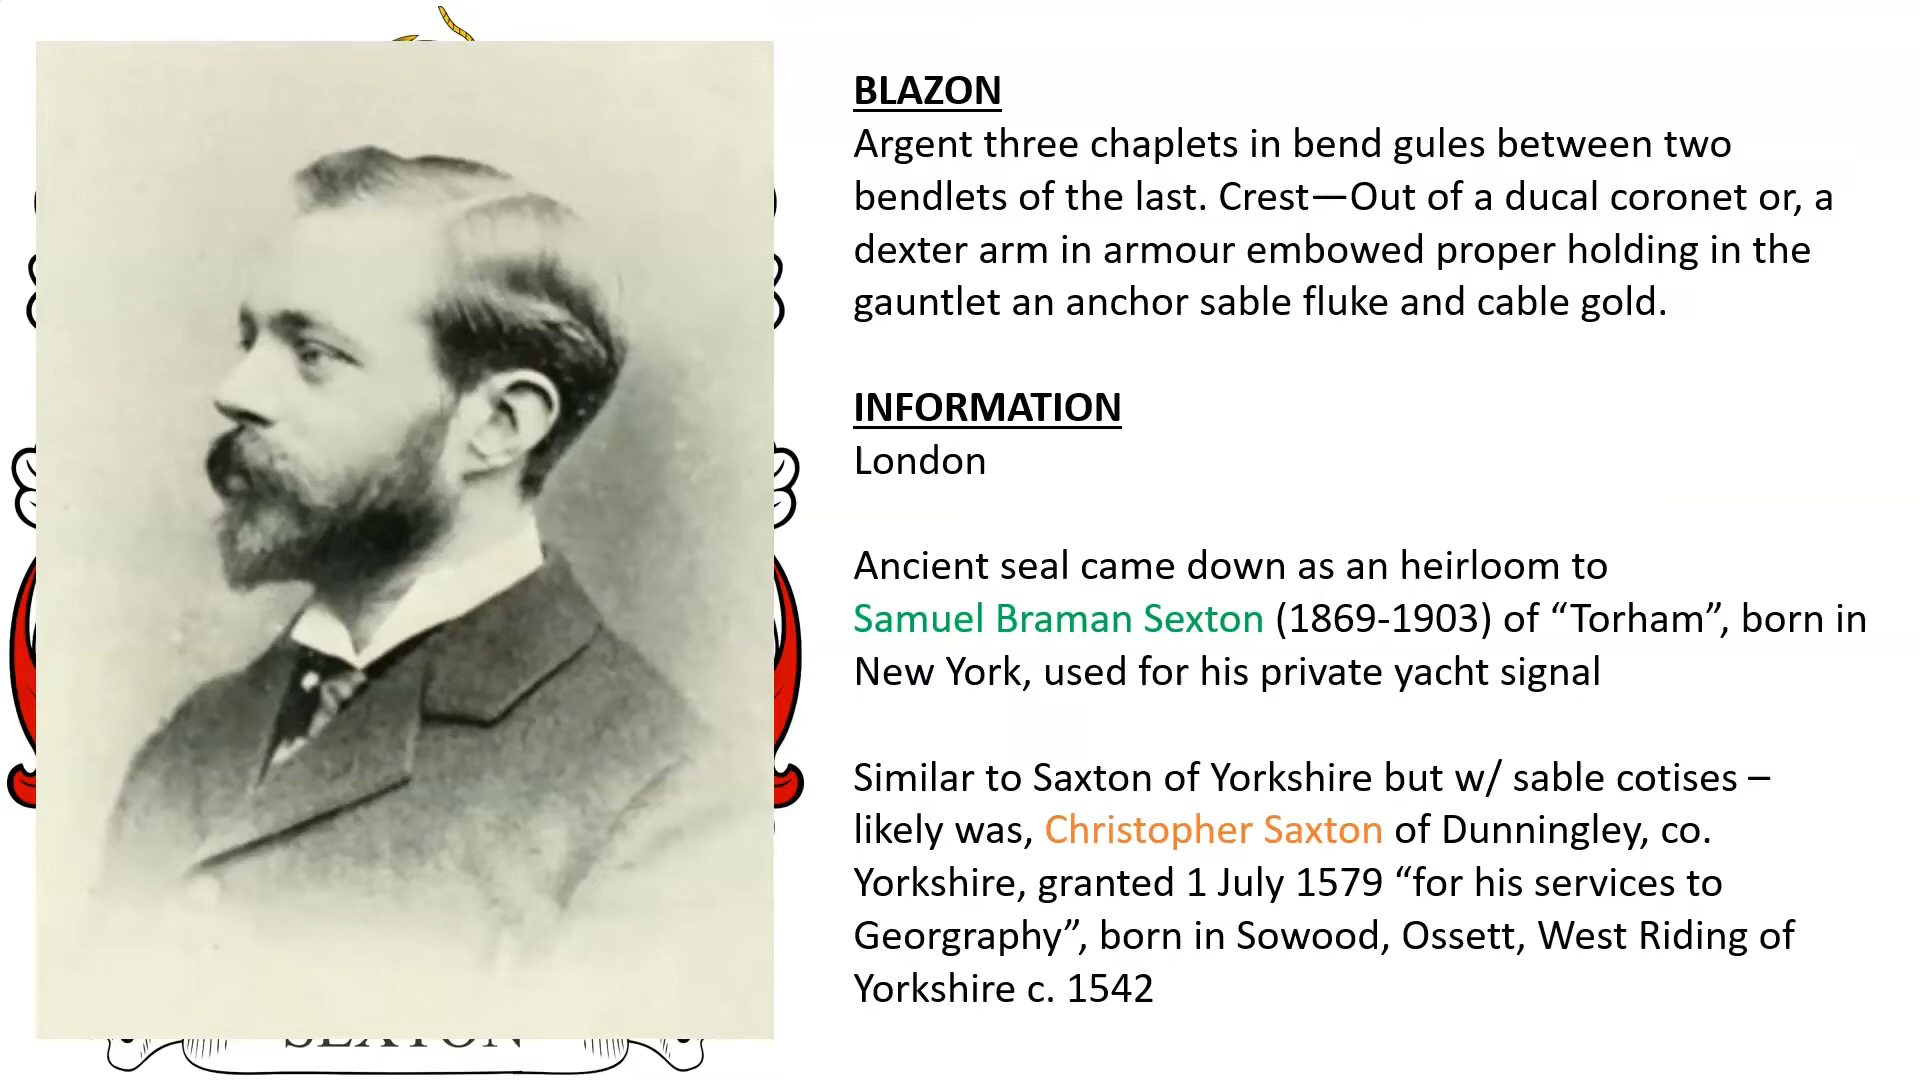 BLAZON
Argent three chaplets in bend gules between two
bendlets of the last. Crest—Out of a ducal coronet or, a
dexter arm in armour embowed proper holding in the
gauntlet an anchor sable fluke and cable gold.
INFORMATION
London
Ancient seal came down as an heirloom to
Samuel Braman Sexton (1869-1903) of “Torham”, born in
New York, used for his private yacht signal
Similar to Saxton of Yorkshire but w/ sable cotises –
likely was, Christopher Saxton of Dunningley, co.
Yorkshire, granted 1 July 1579 “for his services to
Georgraphy”, born in Sowood, Ossett, West Riding of
Yorkshire c. 1542
SEXTON